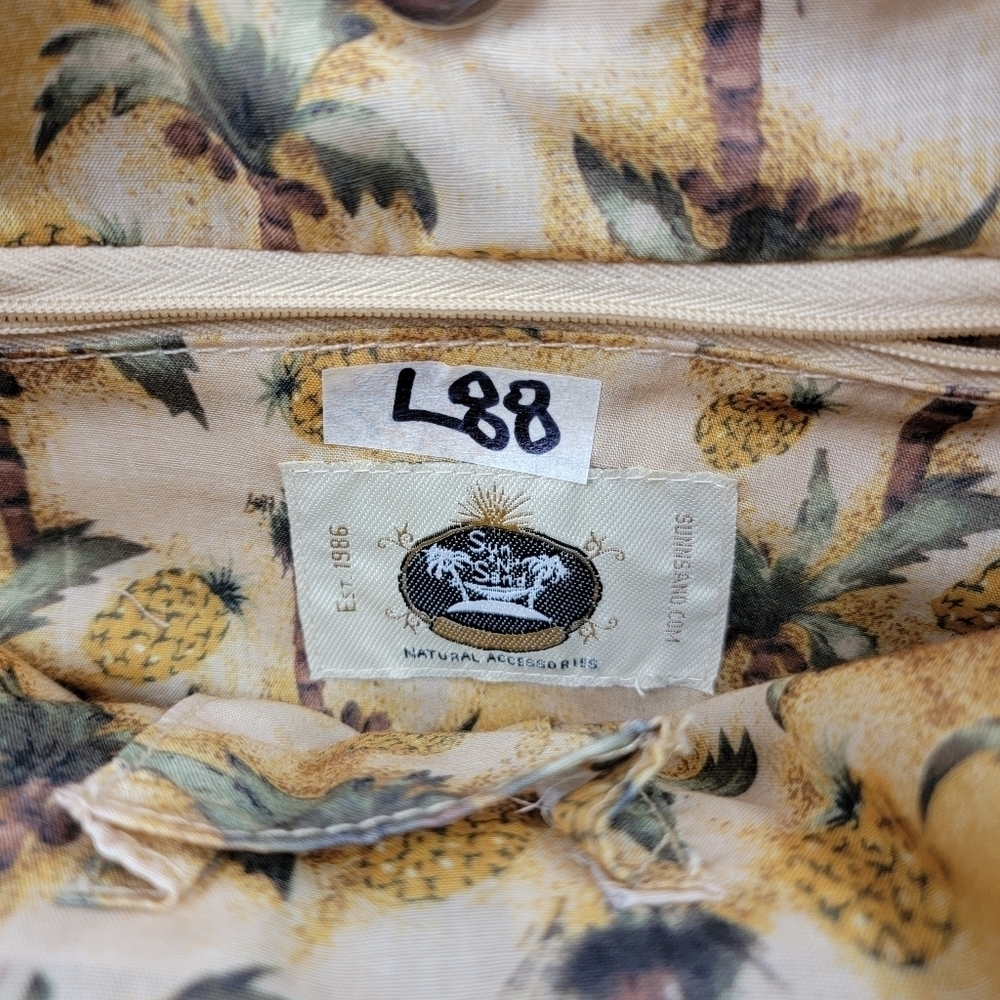 L88
EST 1986
Sun
'N'
Sand
SUNNSAND.COM
NATURAL ACCESSORIES